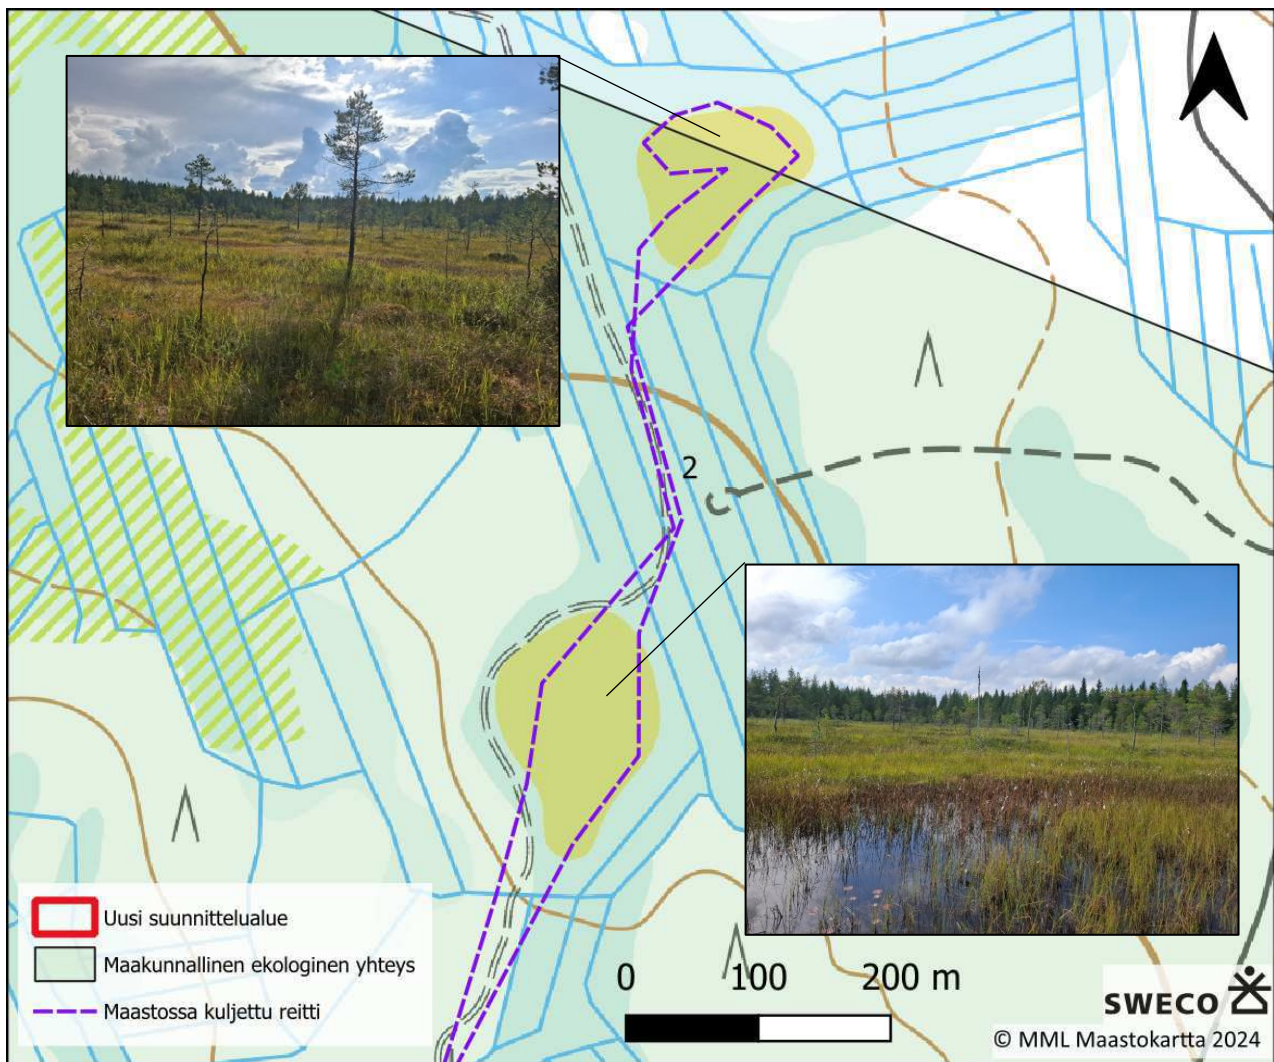 2
Uusi suunnittelualue
Maakunnallinen ekologinen yhteys
Maastossa kuljettu reitti
0 100 200 m
SWECO
© MML Maastokartta 2024